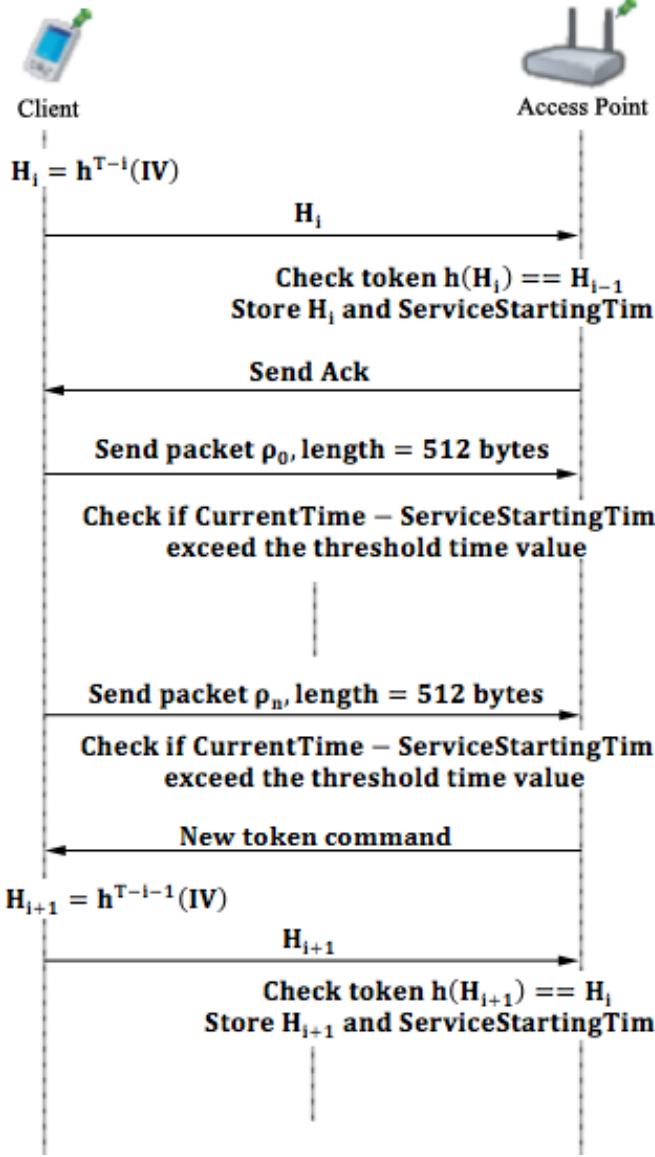 Client
Access Point
Hᵢ = hᵀ⁻ⁱ(IV)
Hᵢ
Check token h(Hᵢ) == Hᵢ₋₁
Store Hᵢ and ServiceStartingTim
Send Ack
Send packet ρ₀, length = 512 bytes
Check if CurrentTime − ServiceStartingTim
exceed the threshold time value
Send packet ρₙ, length = 512 bytes
Check if CurrentTime − ServiceStartingTim
exceed the threshold time value
New token command
Hᵢ₊₁ = hᵀ⁻ⁱ⁻¹(IV)
Hᵢ₊₁
Check token h(Hᵢ₊₁) == Hᵢ
Store Hᵢ₊₁ and ServiceStartingTim